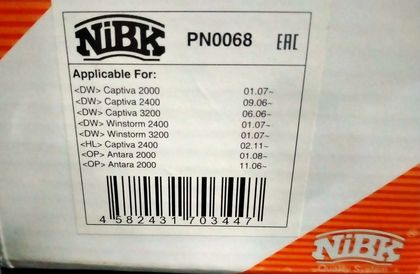 NiBK PN0068 EAC
Applicable For:
<DW> Captiva 2000 01.07~
<DW> Captiva 2400 09.06~
<DW> Captiva 3200 06.06~
<DW> Winstorm 2400 01.07~
<DW> Winstorm 3200 01.07~
<HL> Captiva 2400 02.11~
<OP> Antara 2000 01.08~
<OP> Antara 2000 11.06~
4 582431 703447
NiBK